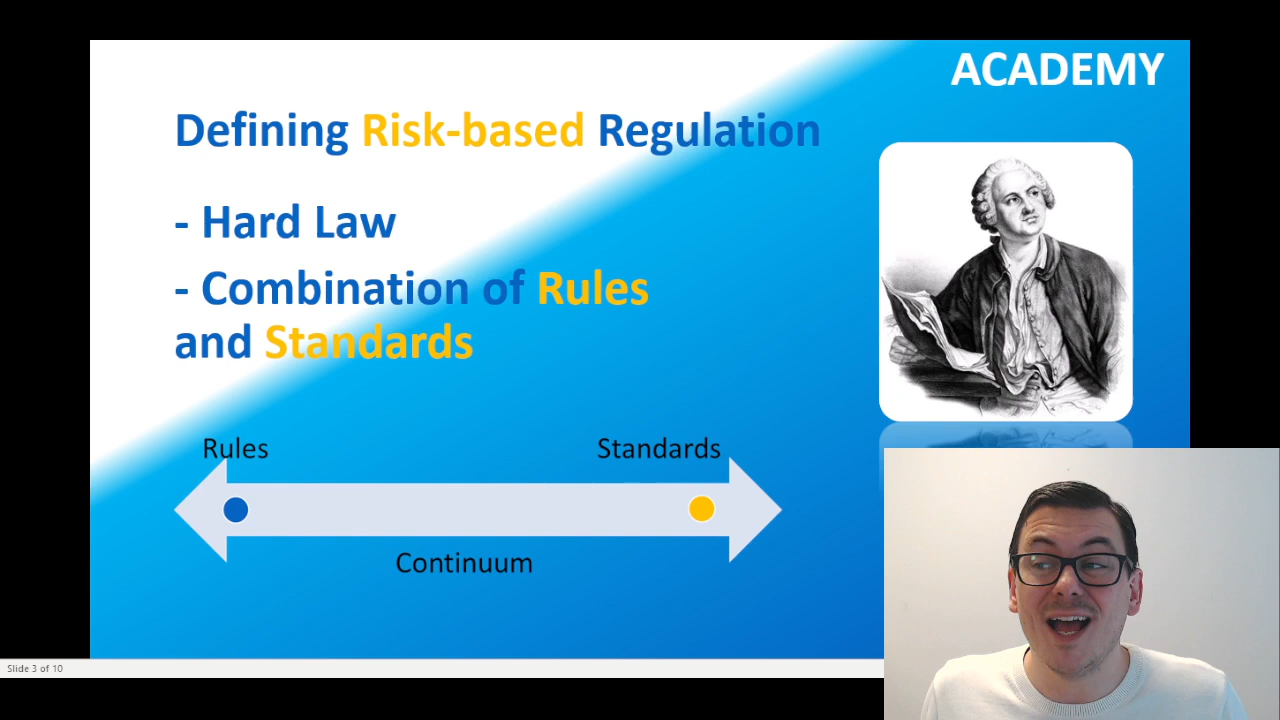 ACADEMY
Defining Risk-based Regulation
- Hard Law
- Combination of Rules
and Standards
Rules
Standards
Continuum
Slide 3 of 10